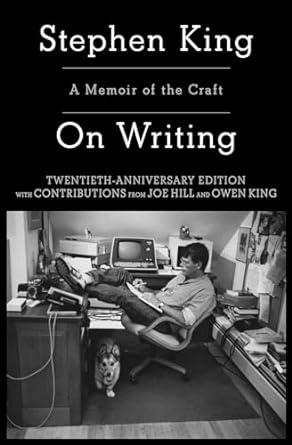 Stephen King
A Memoir of the Craft
On Writing
TWENTIETH-ANNIVERSARY EDITION
WITH CONTRIBUTIONS FROM JOE HILL AND OWEN KING